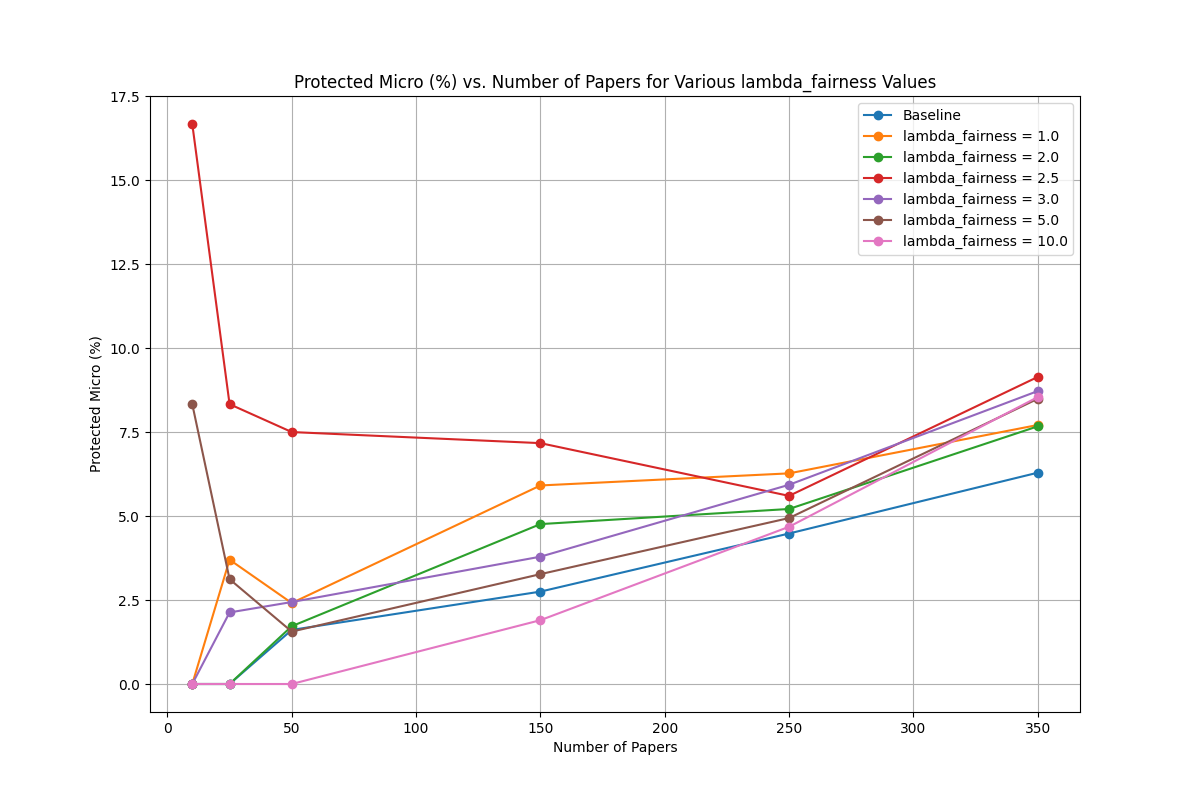 Protected Micro (%) vs. Number of Papers for Various lambda_fairness Values
Baseline
lambda_fairness = 1.0
lambda_fairness = 2.0
lambda_fairness = 2.5
lambda_fairness = 3.0
lambda_fairness = 5.0
lambda_fairness = 10.0
Protected Micro (%)
17.5
15.0
12.5
10.0
7.5
5.0
2.5
0.0
0 50 100 150 200 250 300 350
Number of Papers